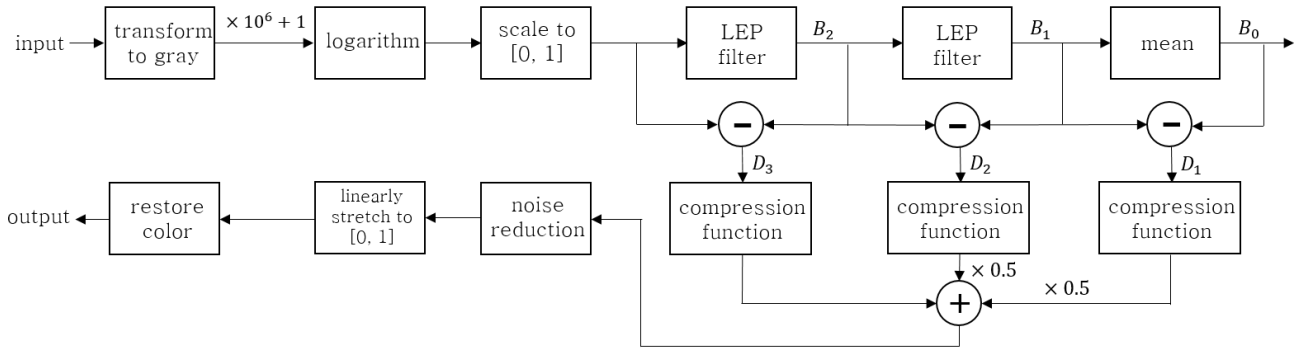 input
transform
to gray
× 10⁶ + 1
logarithm
scale to
[0, 1]
LEP
filter
B₂
LEP
filter
B₁
mean
B₀
−
−
−
D₃
D₂
D₁
output
restore
color
linearly
stretch to
[0, 1]
noise
reduction
compression
function
compression
function
compression
function
× 0.5
× 0.5
+